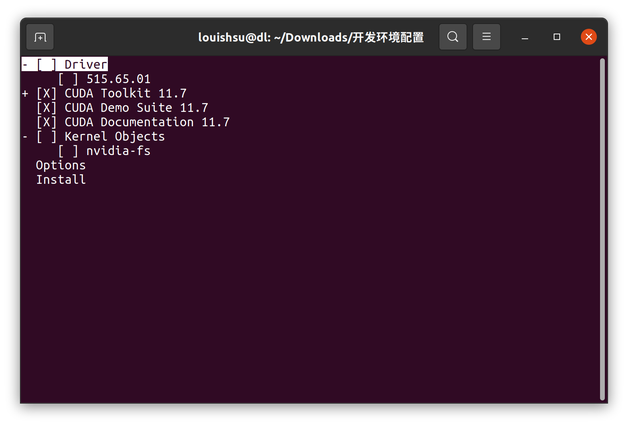 louishsu@dl: ~/Downloads/开发环境配置
- [ ] Driver
[ ] 515.65.01
+ [X] CUDA Toolkit 11.7
[X] CUDA Demo Suite 11.7
[X] CUDA Documentation 11.7
- [ ] Kernel Objects
[ ] nvidia-fs
Options
Install